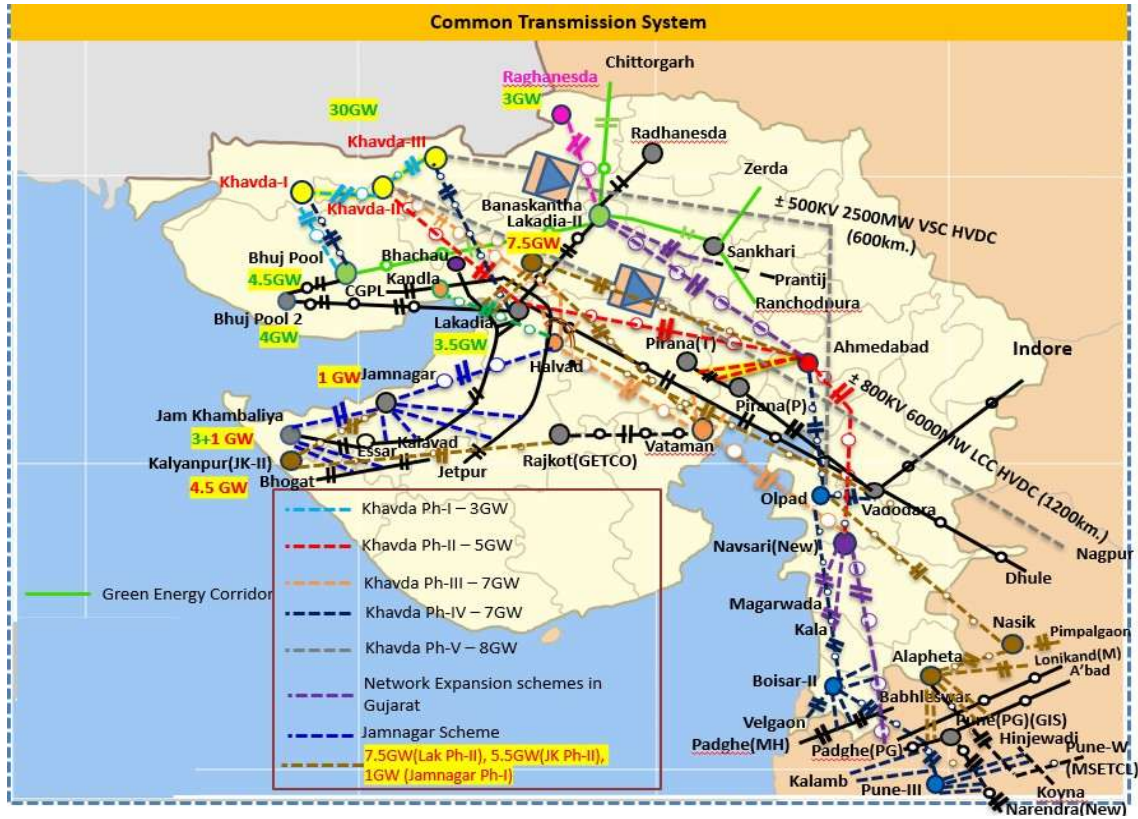 Common Transmission System
Chittorgarh
Raghanesda
3GW
30GW
Radhanesda
Khavda-III
Zerda
Khavda-I
Khavda-II
Banaskantha
Lakadia-II
± 500KV 2500MW VSC HVDC
(600km.)
7.5GW
Sankhari
Bhuj Pool
Bhachau
4.5GW
CGPL
Kandla
Prantij
Ranchodpura
Bhuj Pool 2
4GW
Lakadia
3.5GW
Pirana(T)
Ahmedabad
Indore
Halvad
1 GW
Jamnagar
± 800KV 6000MW LCC HVDC (1200km.)
Pirana(P)
Jam Khambaliya
3+1 GW
Kalavad
Essar
Vataman
Kalyanpur(JK-II)
Rajkot(GETCO)
Jetpur
4.5 GW
Bhogat
Olpad
Vadodara
Navsari(New)
Nagpur
Dhule
Khavda Ph-I – 3GW
Khavda Ph-II – 5GW
Khavda Ph-III – 7GW
Green Energy Corridor
Khavda Ph-IV – 7GW
Khavda Ph-V – 8GW
Network Expansion schemes in
Gujarat
Jamnagar Scheme
7.5GW(Lak Ph-II), 5.5GW(JK Ph-II),
1GW (Jamnagar Ph-I)
Magarwada
Kala
Nasik
Pimpalgaon
Alapheta
Lonikand(M)
A'bad
Boisar-II
Babhleswar
Velgaon
Pune(PG)(GIS)
Padghe(MH)
Padghe(PG)
Hinjewadi
Pune-W
(MSETCL)
Kalamb
Pune-III
Koyna
Narendra(New)